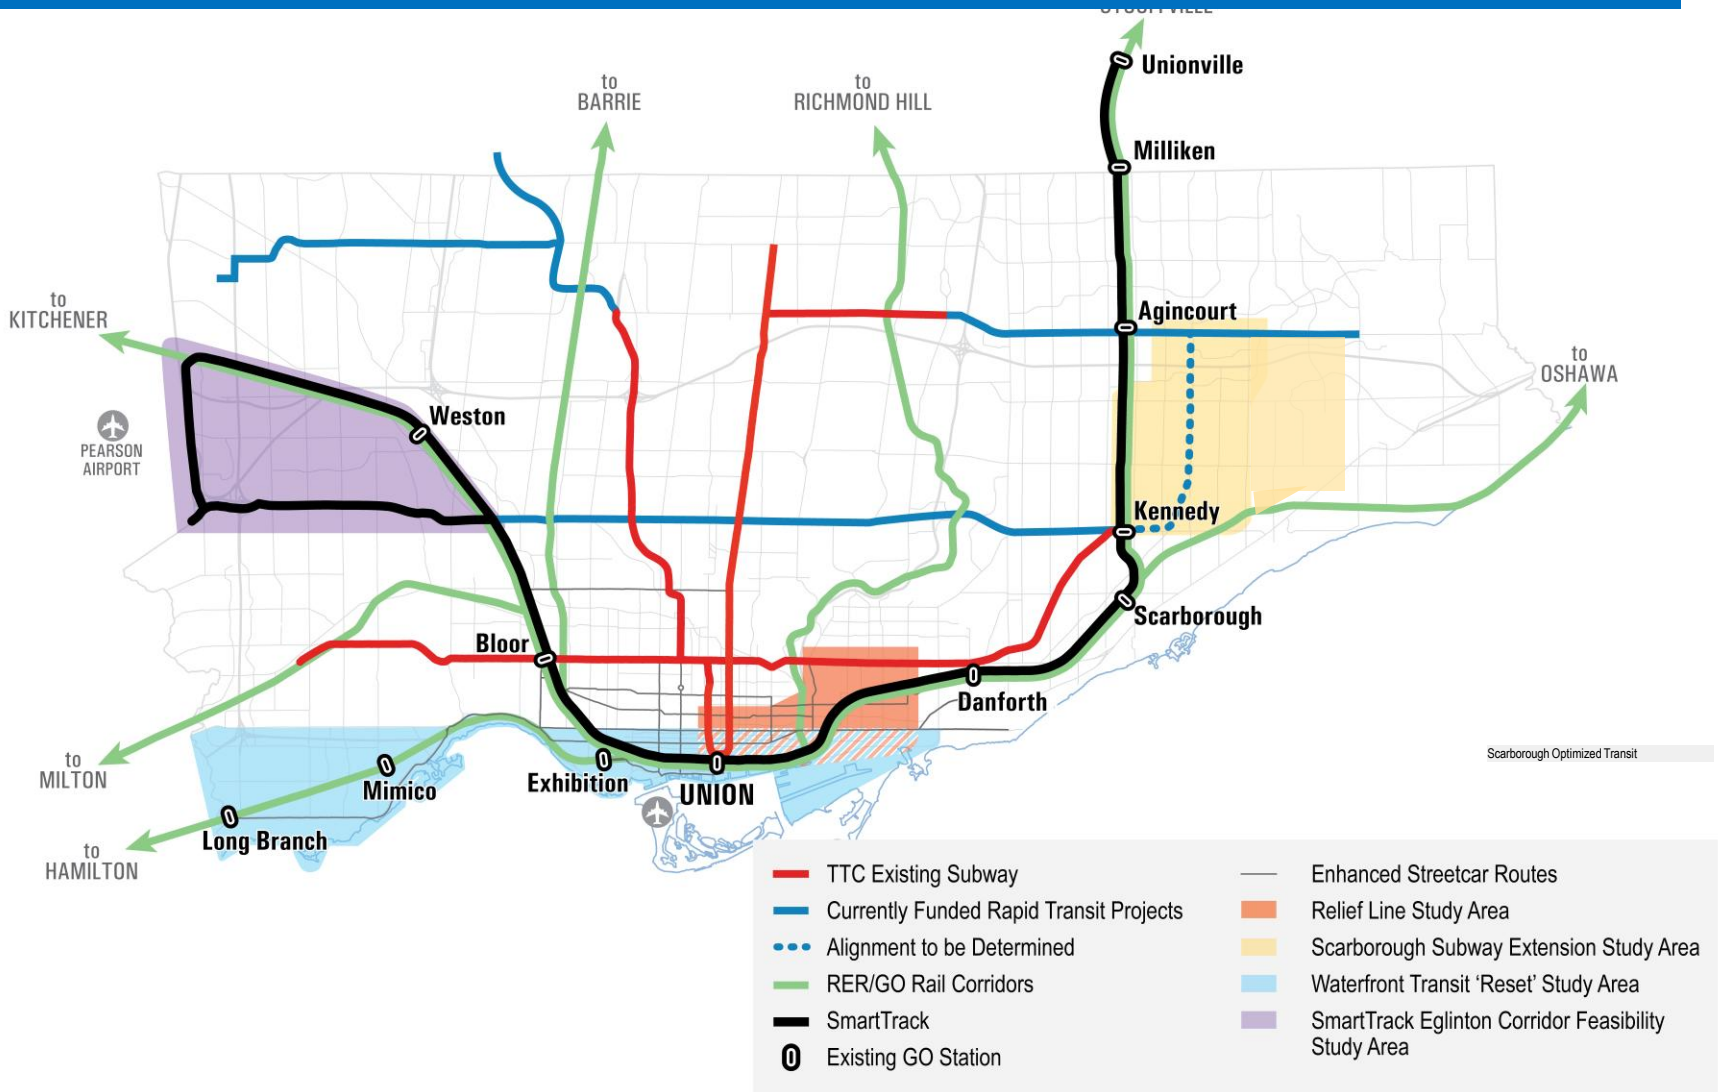 STOUFFVILLE
Unionville
to
BARRIE
to
RICHMOND HILL
Milliken
to
KITCHENER
Agincourt
to
OSHAWA
Weston
PEARSON
AIRPORT
Kennedy
Scarborough
Bloor
Danforth
to
MILTON
Mimico
Exhibition
UNION
Long Branch
to
HAMILTON
Scarborough Optimized Transit
TTC Existing Subway
Currently Funded Rapid Transit Projects
Alignment to be Determined
RER/GO Rail Corridors
SmartTrack
Existing GO Station
Enhanced Streetcar Routes
Relief Line Study Area
Scarborough Subway Extension Study Area
Waterfront Transit ‘Reset’ Study Area
SmartTrack Eglinton Corridor Feasibility
Study Area